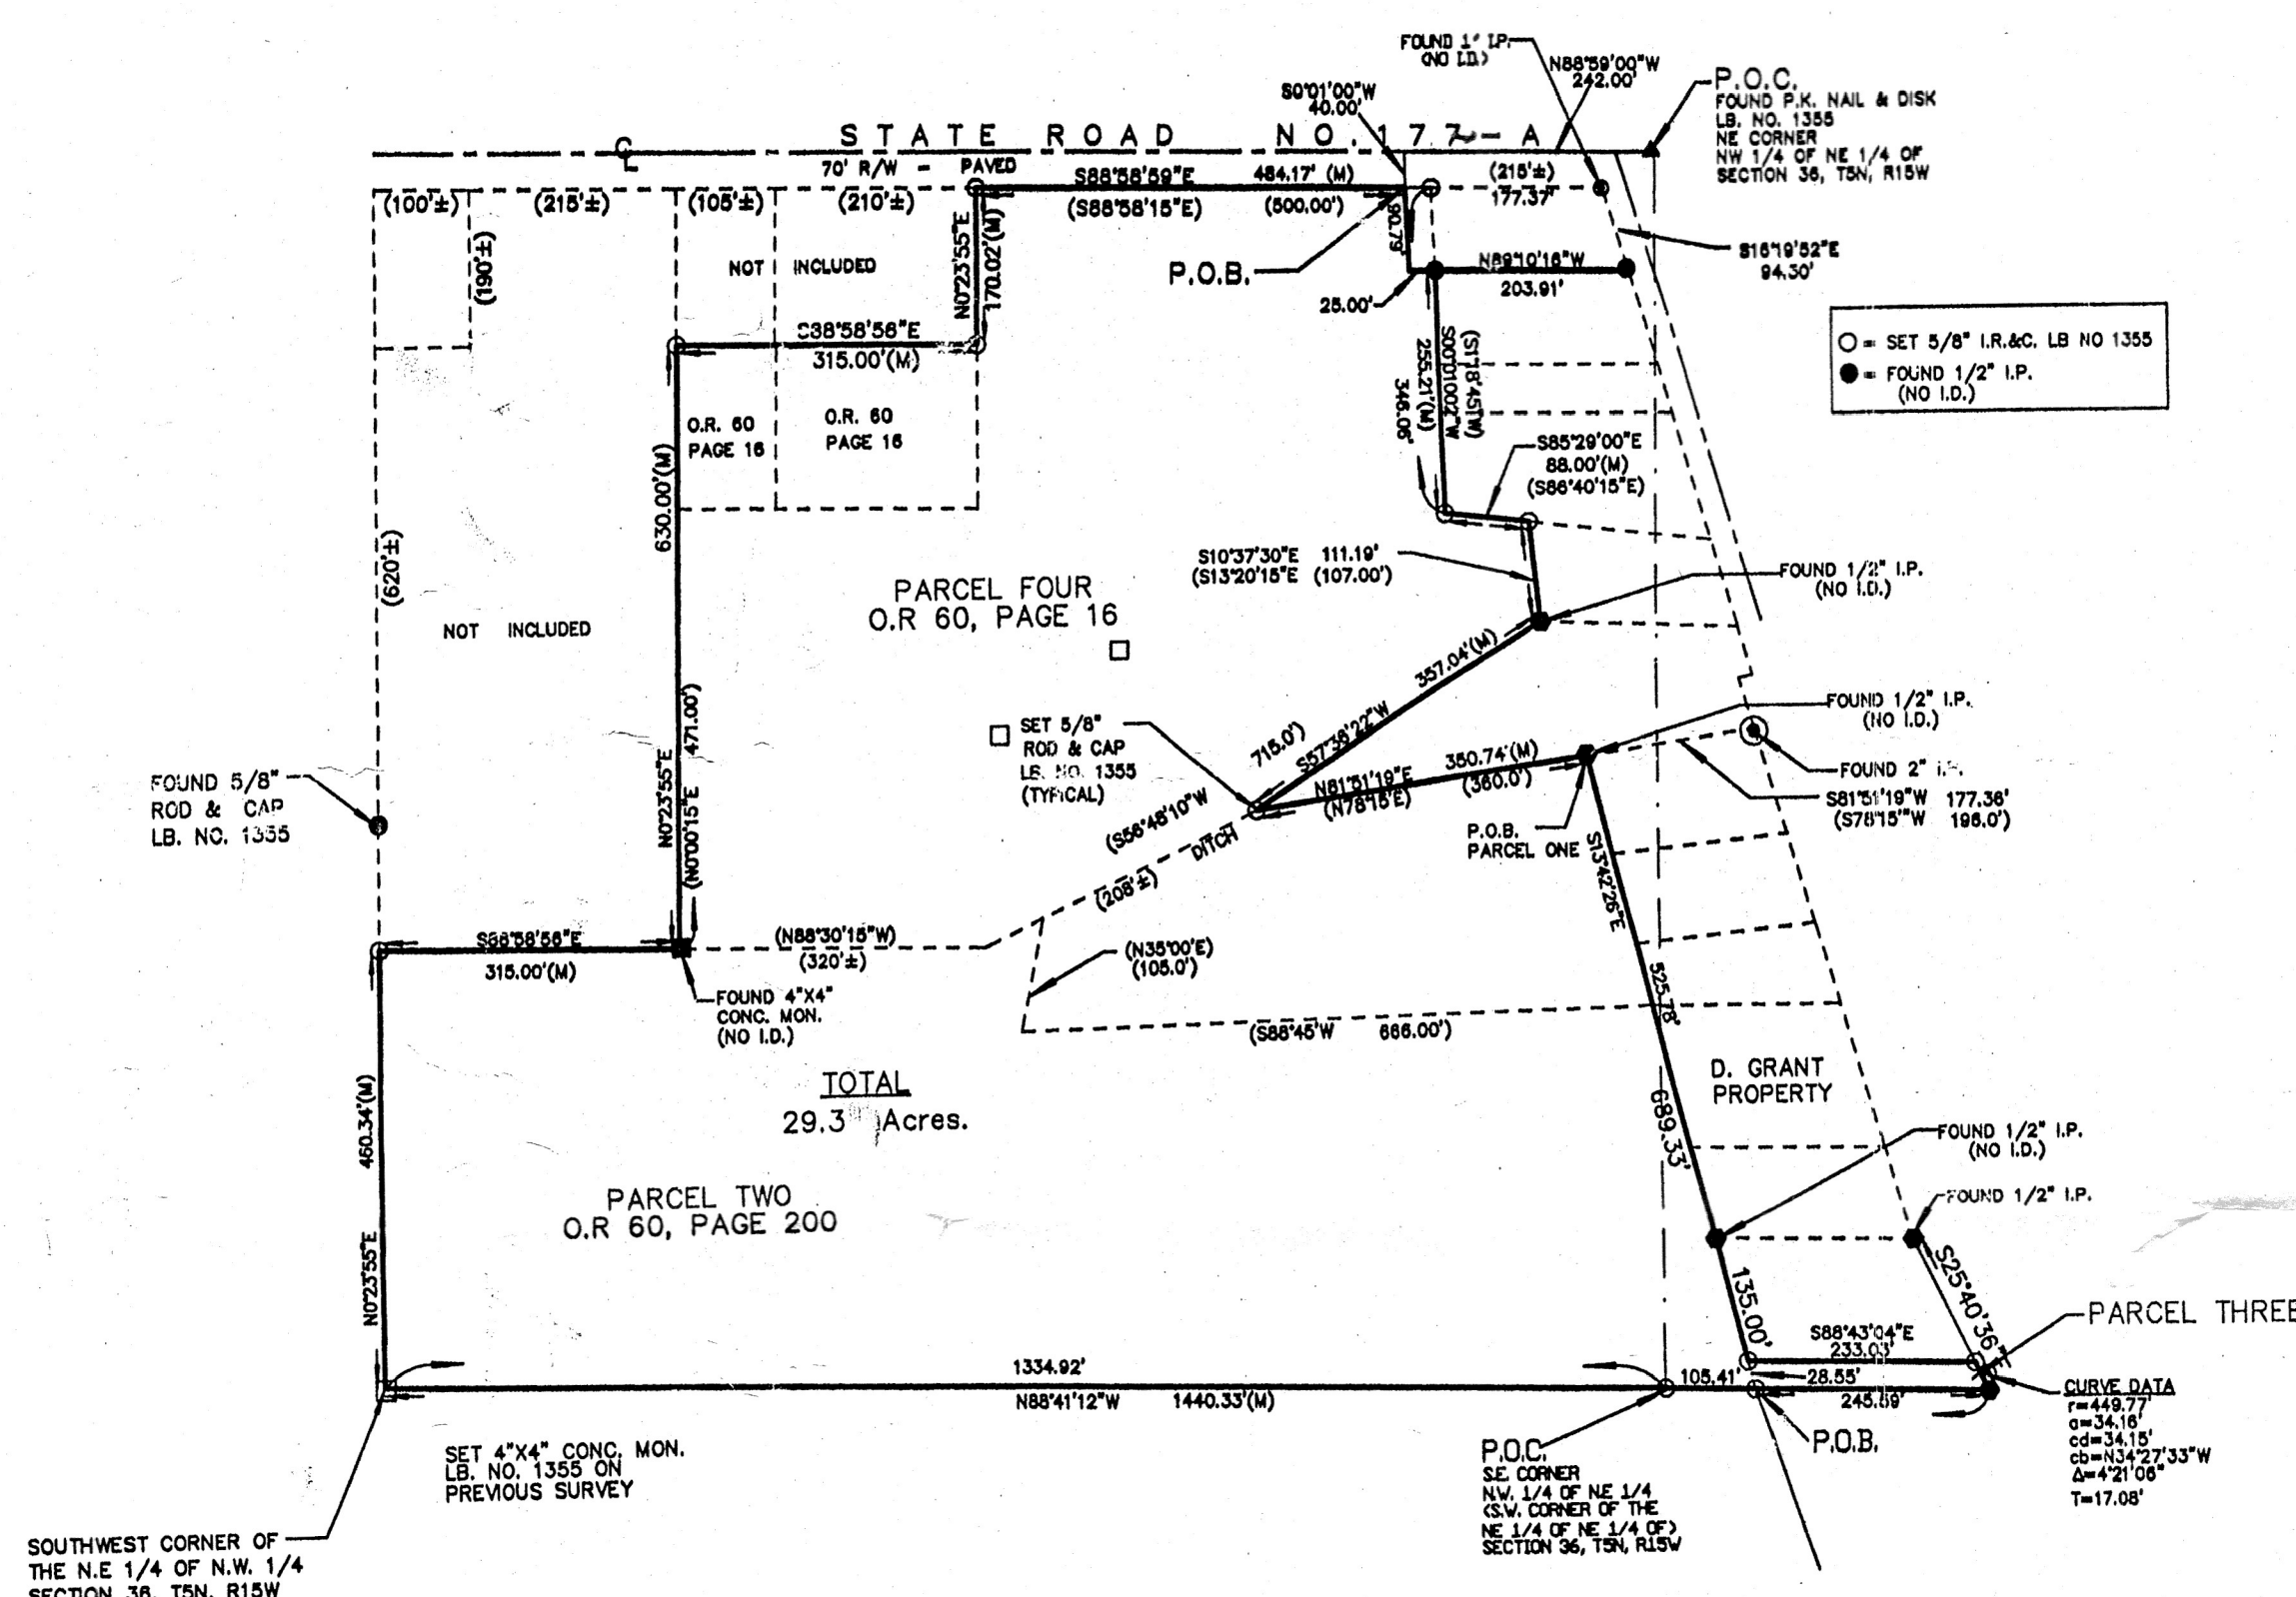 FOUND 1" I.P.
(NO I.D.)
N88°59'00"W
242.00'
S0°01'00"W
40.00'
P.O.C.
FOUND P.K. NAIL & DISK
LB. NO. 1355
NE CORNER
NW 1/4 OF NE 1/4 OF
SECTION 36, T5N, R15W
STATE ROAD NO. 177-A
70' R/W - PAVED
(100'±)
(215'±)
(105'±)
(210'±)
S88°58'59"E 484.17' (M)
(S88°58'15"E) (500.00')
(215'±)
177.37'
(190'±)
NOT INCLUDED
N0°23'55"E
170.02'(M)
90.79'
P.O.B.
N89°10'16"W
203.91'
25.00'
S16°19'52"E
94.30'
○ = SET 5/8" I.R.&C. LB NO 1355
● = FOUND 1/2" I.P.
(NO I.D.)
315.00'(M)
O.R. 60
PAGE 16
O.R. 60
PAGE 16
630.00'(M)
255.21'(M)
(S1°18'45"W)
346.06'
S85°29'00"E
88.00'(M)
(S86°40'15"E)
S10°37'30"E 111.19'
(S13°20'15"E (107.00')
FOUND 1/2" I.P.
(NO I.D.)
(620'±)
NOT INCLUDED
PARCEL FOUR
O.R 60, PAGE 16
357.04'(M)
S57°36'22"W
715.0')
(S56°48'10"W
SET 5/8"
ROD & CAP
LB. NO. 1355
(TYPICAL)
FOUND 1/2" I.P.
(NO I.D.)
FOUND 2" I.P.
350.74'(M)
N81°51'19"E
(360.0')
(N78°15'E)
S81°51'19"W 177.36'
(S78°15'"W 196.0')
FOUND 5/8"
ROD & CAP
LB. NO. 1355
N0°23'55"E
(N0°00'15"E 471.00')
DITCH
(208'±)
P.O.B.
PARCEL ONE
S13°42'26"E
S88°58'58"E
315.00'(M)
(N88°30'15"W)
(320'±)
(N35°00'E)
(105.0')
FOUND 4"X4"
CONC. MON.
(NO I.D.)
(S88°45'W 666.00')
525.78'
689.33'
D. GRANT
PROPERTY
TOTAL
29.3 Acres.
460.34'(M)
N0°23'55"E
PARCEL TWO
O.R 60, PAGE 200
FOUND 1/2" I.P.
(NO I.D.)
FOUND 1/2" I.P.
135.00'
S25°40'36"E
PARCEL THREE
S88°43'04"E
233.03'
1334.92'
N88°41'12"W 1440.33'(M)
105.41'
28.55'
CURVE DATA
r=449.77'
a=34.16'
cd=34.15'
cb=N34°27'33"W
Δ=4°21'06"
T=17.08'
P.O.B.
P.O.C.
S.E. CORNER
N.W. 1/4 OF N.E 1/4
(S.W. CORNER OF THE
NE 1/4 OF NE 1/4 OF)
SECTION 36, T5N, R15W
SET 4"X4" CONC. MON.
LB. NO. 1355 ON
PREVIOUS SURVEY
SOUTHWEST CORNER OF
THE N.E 1/4 OF N.W. 1/4
SECTION 36, T5N, R15W